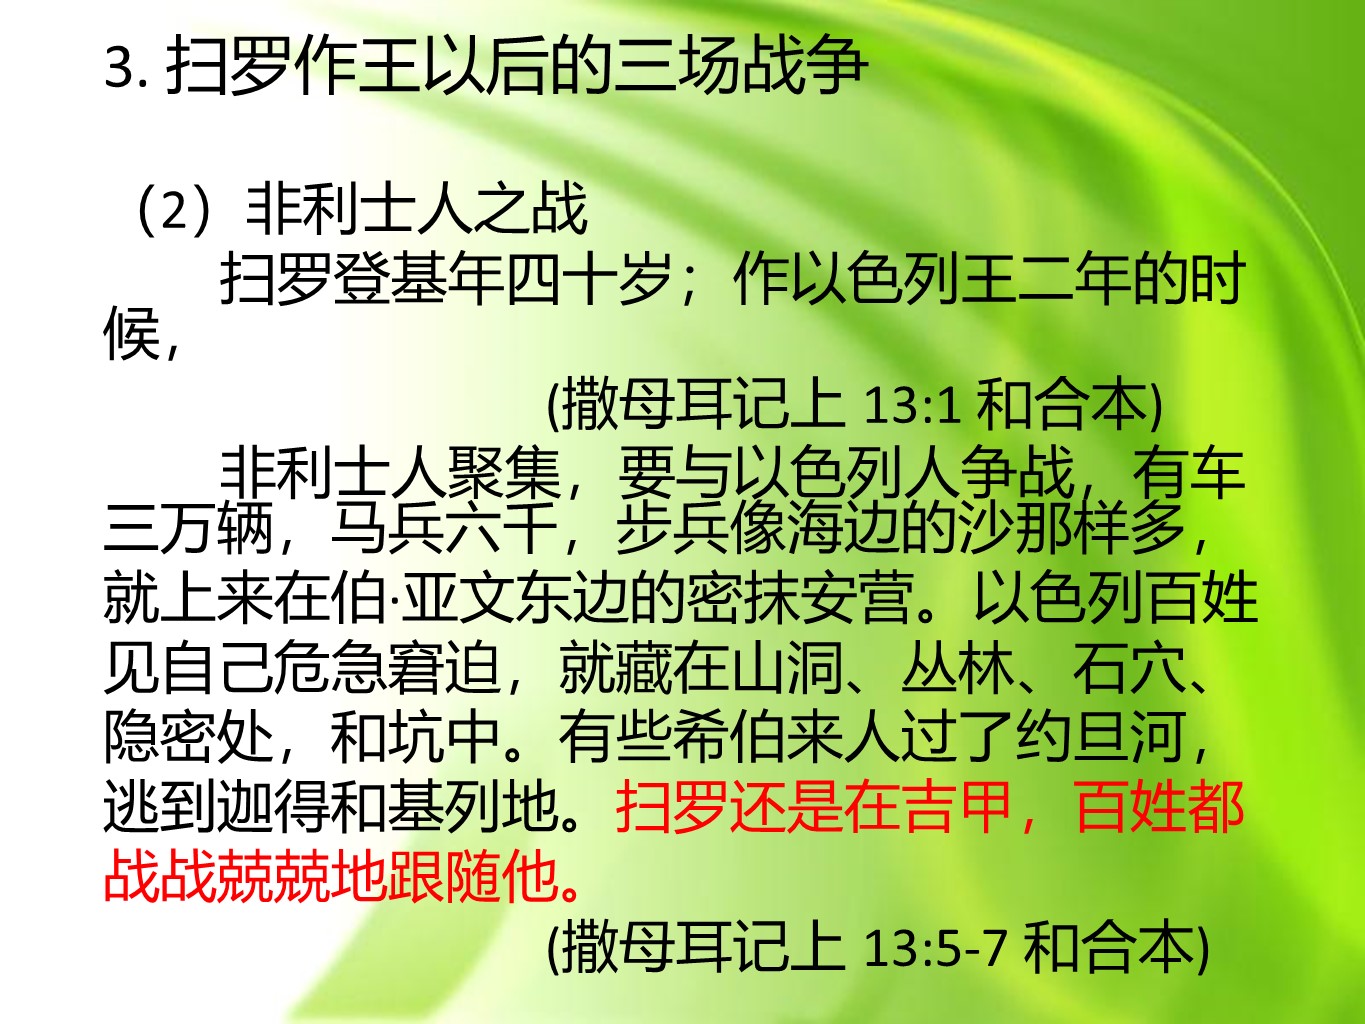 3. 扫罗作王以后的三场战争
（2）非利士人之战
扫罗登基年四十岁；作以色列王二年的时
候，
(撒母耳记上 13:1 和合本)
非利士人聚集，要与以色列人争战，有车
三万辆，马兵六千，步兵像海边的沙那样多，
就上来在伯·亚文东边的密抹安营。以色列百姓
见自己危急窘迫，就藏在山洞、丛林、石穴、
隐密处，和坑中。有些希伯来人过了约旦河，
逃到迦得和基列地。扫罗还是在吉甲，百姓都
战战兢兢地跟随他。
(撒母耳记上 13:5-7 和合本)